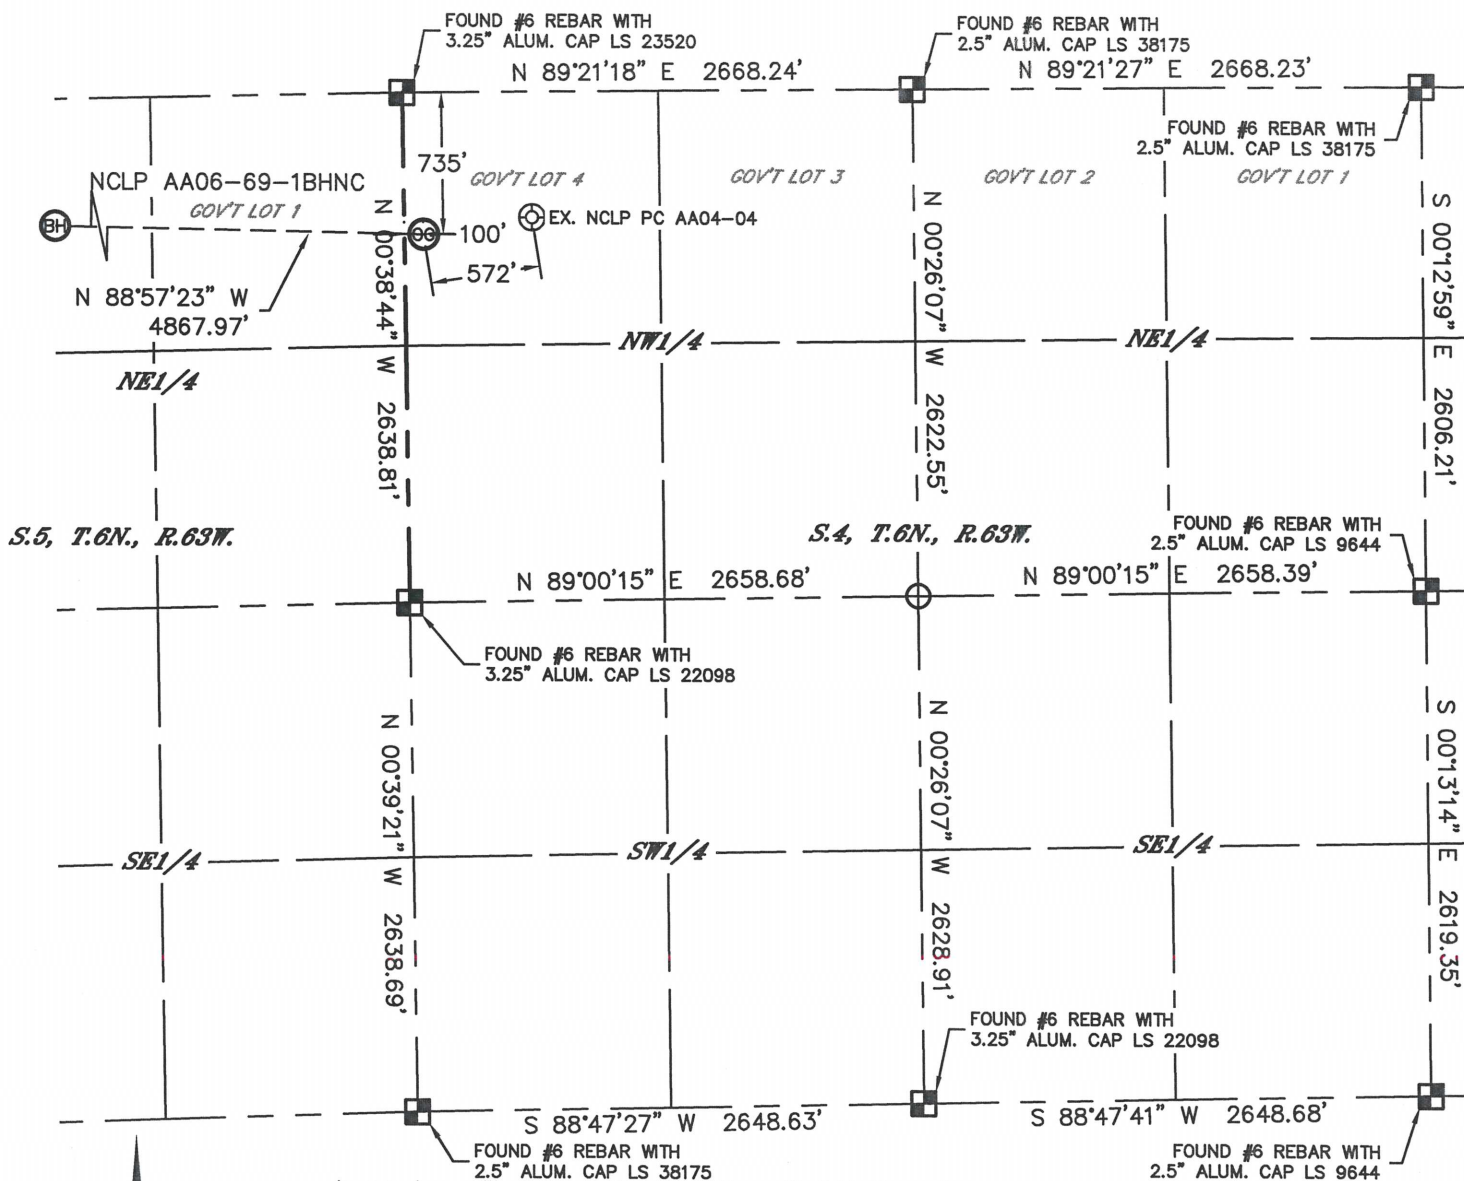 FOUND #6 REBAR WITH
3.25" ALUM. CAP LS 23520
FOUND #6 REBAR WITH
2.5" ALUM. CAP LS 38175
N 89°21'18" E 2668.24'
N 89°21'27" E 2668.23'
FOUND #6 REBAR WITH
2.5" ALUM. CAP LS 38175
735'
NCLP AA06-69-1BHNC
GOV'T LOT 1
GOV'T LOT 4
GOV'T LOT 3
GOV'T LOT 2
GOV'T LOT 1
BH
OG
100'
EX. NCLP PC AA04-04
572'
N 88°57'23" W
4867.97'
N 00°38'44" W 2638.81'
N 00°26'07" W 2622.55'
S 00°12'59" E 2606.21'
NE1/4
NW1/4
NE1/4
S.5, T.6N., R.63W.
S.4, T.6N., R.63W.
FOUND #6 REBAR WITH
2.5" ALUM. CAP LS 9644
N 89°00'15" E 2658.68'
N 89°00'15" E 2658.39'
FOUND #6 REBAR WITH
3.25" ALUM. CAP LS 22098
N 00°39'21" W 2638.69'
N 00°26'07" W 2628.91'
S 00°13'14" E 2619.35'
SE1/4
SW1/4
SE1/4
FOUND #6 REBAR WITH
3.25" ALUM. CAP LS 22098
S 88°47'27" W 2648.63'
S 88°47'41" W 2648.68'
FOUND #6 REBAR WITH
2.5" ALUM. CAP LS 38175
FOUND #6 REBAR WITH
2.5" ALUM. CAP LS 9644